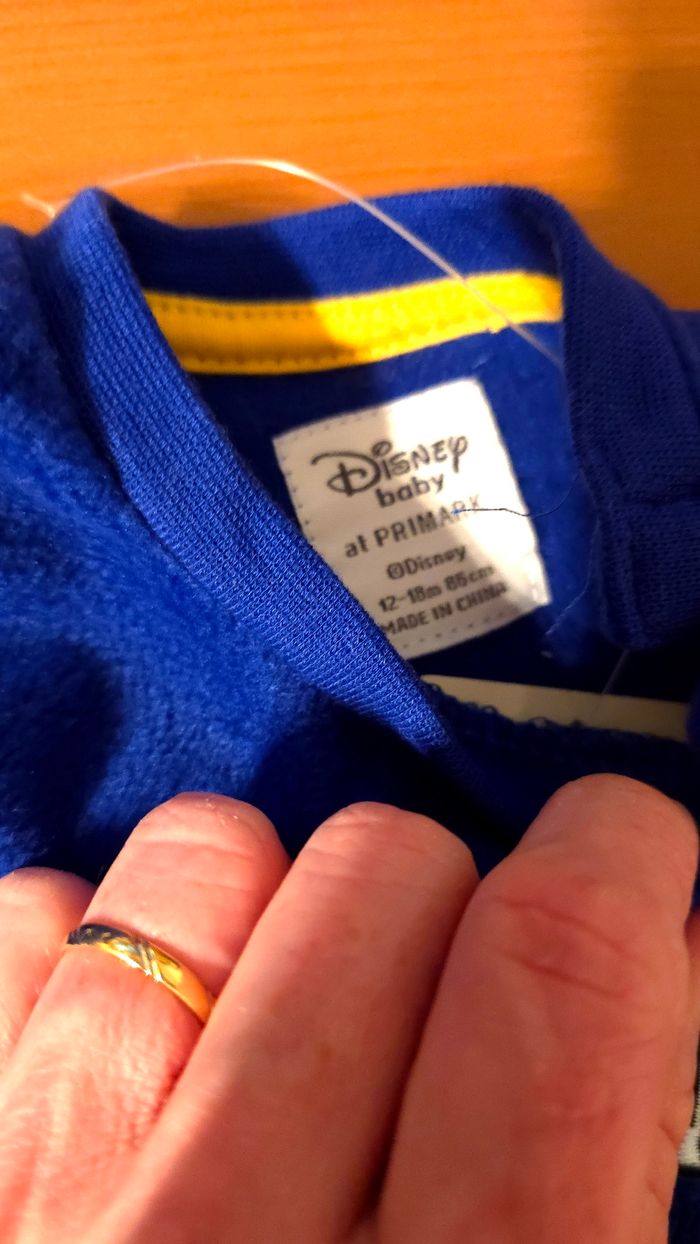 Disney
baby
at PRIMARK
©Disney
12-18m 86cm
MADE IN CHINA